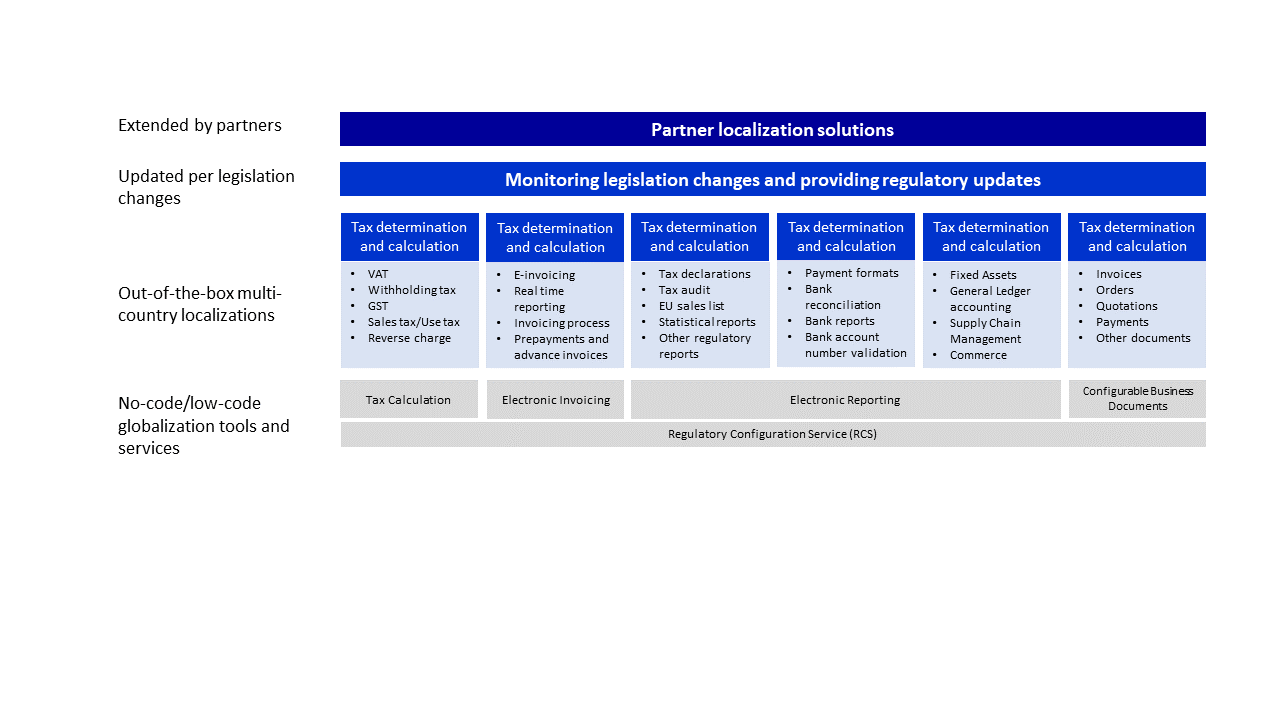 Extended by partners
Partner localization solutions
Updated per legislation
changes
Monitoring legislation changes and providing regulatory updates
Out-of-the-box multi-
country localizations
Tax determination
and calculation
• VAT
• Withholding tax
• GST
• Sales tax/Use tax
• Reverse charge
Tax determination
and calculation
• E-invoicing
• Real time
reporting
• Invoicing process
• Prepayments and
advance invoices
Tax determination
and calculation
• Tax declarations
• Tax audit
• EU sales list
• Statistical reports
• Other regulatory
reports
Tax determination
and calculation
• Payment formats
• Bank
reconciliation
• Bank reports
• Bank account
number validation
Tax determination
and calculation
• Fixed Assets
• General Ledger
accounting
• Supply Chain
Management
• Commerce
Tax determination
and calculation
• Invoices
• Orders
• Quotations
• Payments
• Other documents
No-code/low-code
globalization tools and
services
Tax Calculation
Electronic Invoicing
Electronic Reporting
Configurable Business
Documents
Regulatory Configuration Service (RCS)